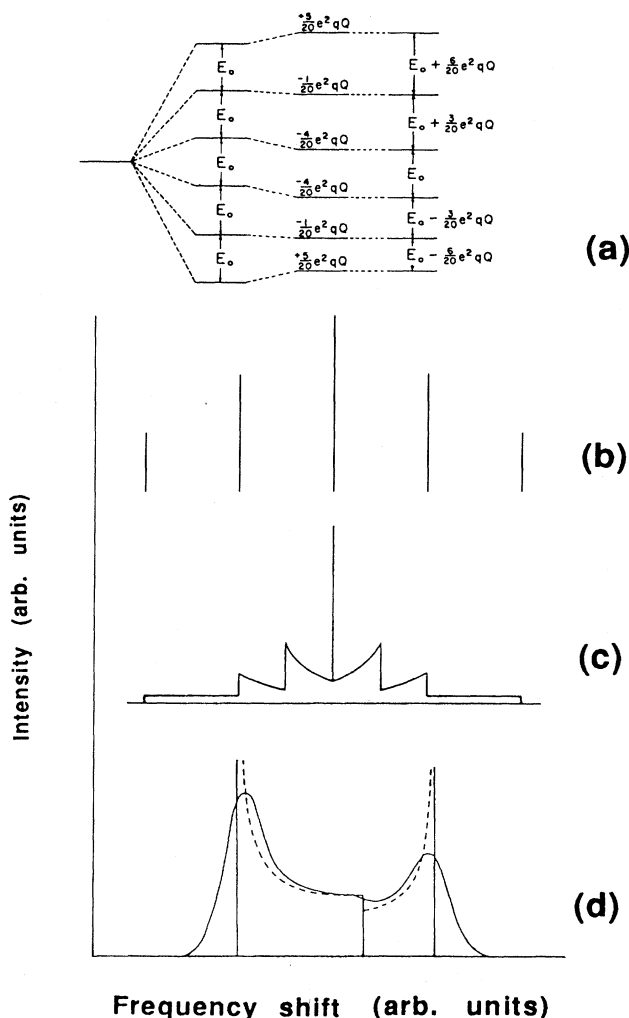 +5/20 e²qQ
E₀
E₀ + 6/20 e²qQ
-1/20 e²qQ
E₀
E₀ + 3/20 e²qQ
-4/20 e²qQ
E₀
E₀
-4/20 e²qQ
E₀
E₀ - 3/20 e²qQ
-1/20 e²qQ
E₀
E₀ - 6/20 e²qQ
+5/20 e²qQ
(a)
(b)
(c)
(d)
Intensity (arb. units)
Frequency shift (arb. units)